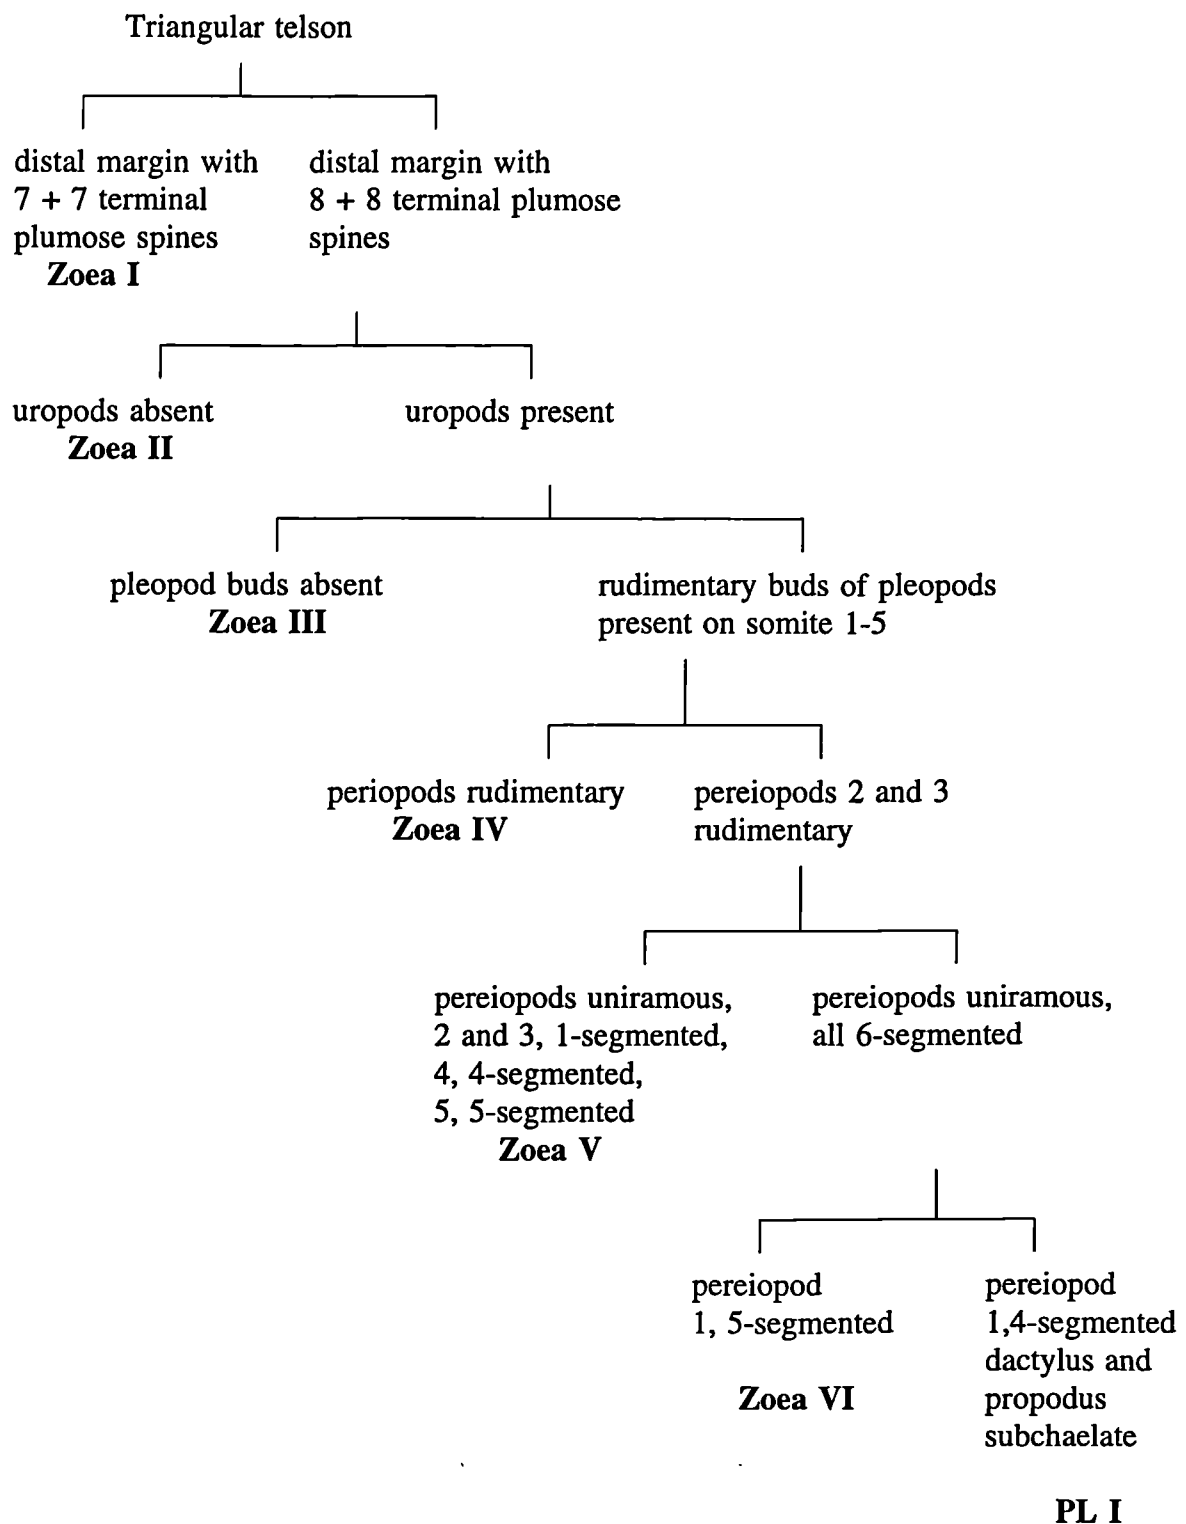 Triangular telson
distal margin with
7 + 7 terminal
plumose spines
Zoea I
distal margin with
8 + 8 terminal plumose
spines
uropods absent
Zoea II
uropods present
pleopod buds absent
Zoea III
rudimentary buds of pleopods
present on somite 1-5
periopods rudimentary
Zoea IV
pereiopods 2 and 3
rudimentary
pereiopods uniramous,
2 and 3, 1-segmented,
4, 4-segmented,
5, 5-segmented
Zoea V
pereiopods uniramous,
all 6-segmented
pereiopod
1, 5-segmented
Zoea VI
pereiopod
1,4-segmented
dactylus and
propodus
subchaelate
PL I